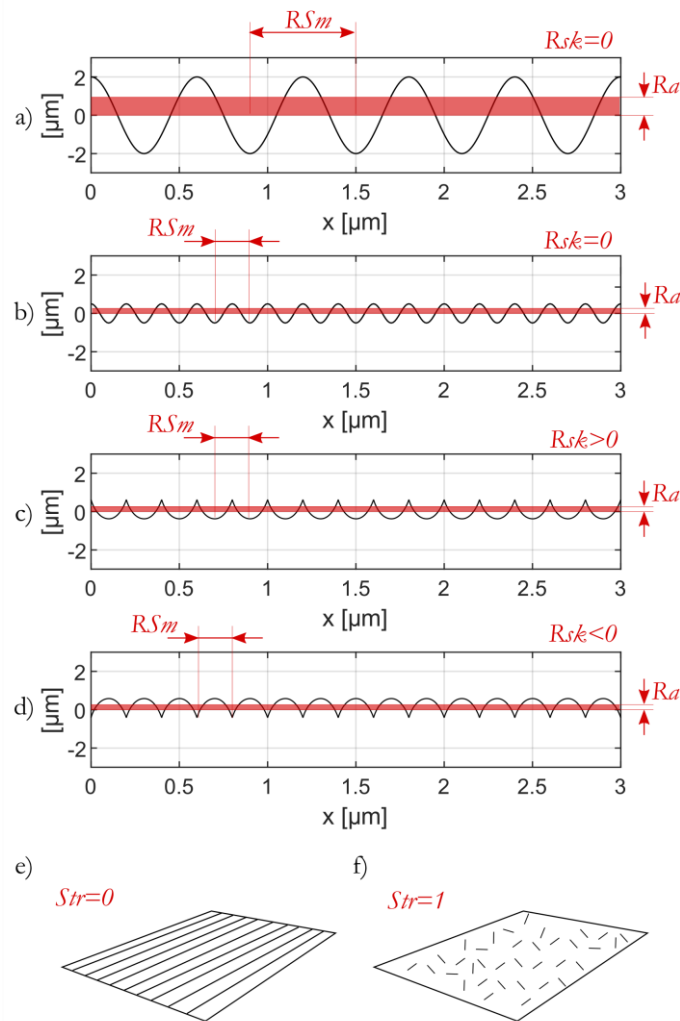 RSm
Rsk=0
2
0
-2
[µm]
a)
Ra
0 0.5 1 1.5 2 2.5 3
x [µm]
RSm
Rsk=0
2
0
-2
[µm]
b)
Ra
0 0.5 1 1.5 2 2.5 3
x [µm]
RSm
Rsk>0
2
0
-2
[µm]
c)
Ra
0 0.5 1 1.5 2 2.5 3
x [µm]
RSm
Rsk<0
2
0
-2
[µm]
d)
Ra
0 0.5 1 1.5 2 2.5 3
x [µm]
e) f)
Str=0 Str=1